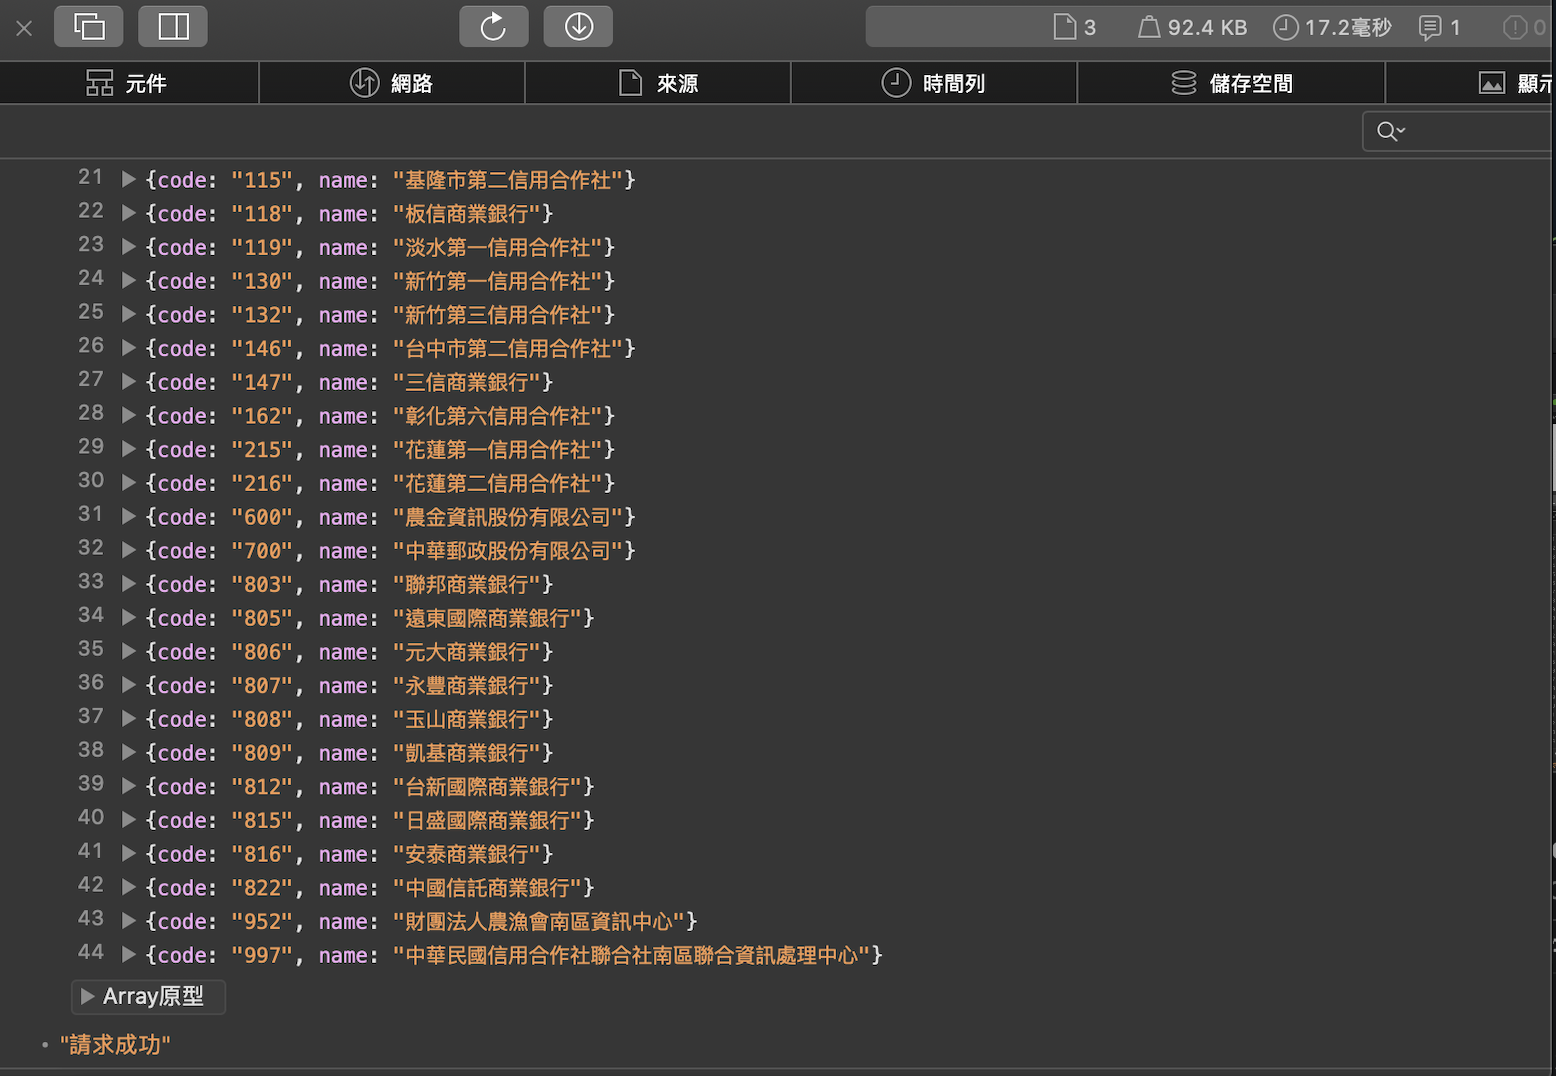 3 92.4 KB 17.2毫秒 1 0
元件 網路 來源 時間列 儲存空間 顯示
21 {code: "115", name: "基隆市第二信用合作社"}
22 {code: "118", name: "板信商業銀行"}
23 {code: "119", name: "淡水第一信用合作社"}
24 {code: "130", name: "新竹第一信用合作社"}
25 {code: "132", name: "新竹第三信用合作社"}
26 {code: "146", name: "台中市第二信用合作社"}
27 {code: "147", name: "三信商業銀行"}
28 {code: "162", name: "彰化第六信用合作社"}
29 {code: "215", name: "花蓮第一信用合作社"}
30 {code: "216", name: "花蓮第二信用合作社"}
31 {code: "600", name: "農金資訊股份有限公司"}
32 {code: "700", name: "中華郵政股份有限公司"}
33 {code: "803", name: "聯邦商業銀行"}
34 {code: "805", name: "遠東國際商業銀行"}
35 {code: "806", name: "元大商業銀行"}
36 {code: "807", name: "永豐商業銀行"}
37 {code: "808", name: "玉山商業銀行"}
38 {code: "809", name: "凱基商業銀行"}
39 {code: "812", name: "台新國際商業銀行"}
40 {code: "815", name: "日盛國際商業銀行"}
41 {code: "816", name: "安泰商業銀行"}
42 {code: "822", name: "中國信託商業銀行"}
43 {code: "952", name: "財團法人農漁會南區資訊中心"}
44 {code: "997", name: "中華民國信用合作社聯合社南區聯合資訊處理中心"}
Array原型
"請求成功"